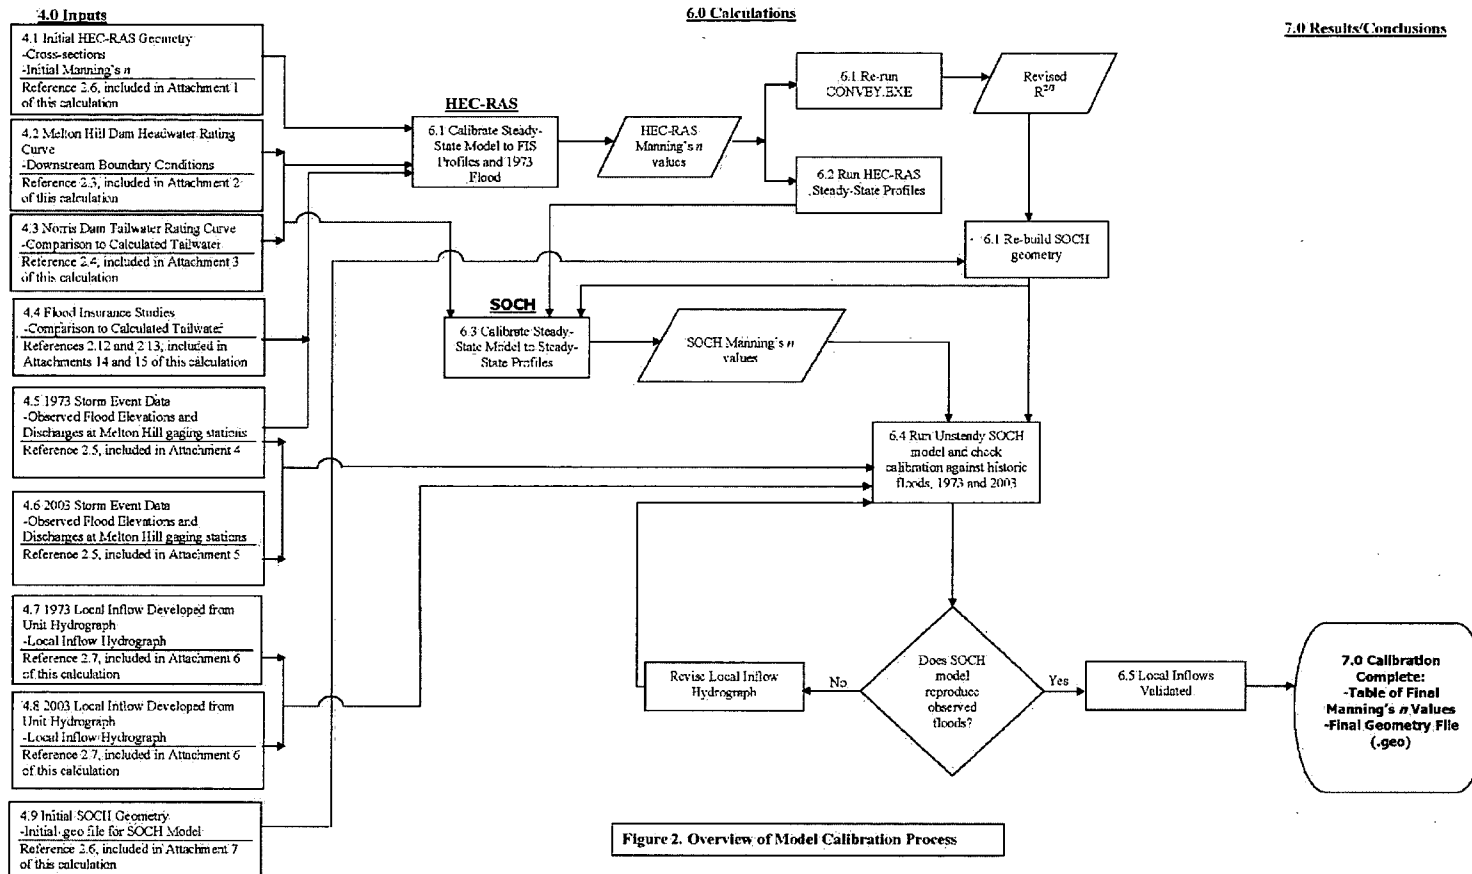 4.0 Inputs
6.0 Calculations
7.0 Results/Conclusions
4.1 Initial HEC-RAS Geometry
-Cross-sections
-Initial Manning's n
Reference 2.6, included in Attachment 1
of this calculation
4.2 Melton Hill Dam Headwater Rating
Curve
-Downstream Boundary Conditions
Reference 2.3, included in Attachment 2
of this calculation
4.3 Norris Dam Tailwater Rating Curve
-Comparison to Calculated Tailwater
Reference 2.4, included in Attachment 3
of this calculation
4.4 Flood Insurance Studies
-Comparison to Calculated Tailwater
References 2.12 and 2.13, included in
Attachments 14 and 15 of this calculation
4.5 1973 Storm Event Data
-Observed Flood Elevations and
Discharges at Melton Hill gaging stations
Reference 2.5, included in Attachment 4
4.6 2003 Storm Event Data
-Observed Flood Elevations and
Discharges at Melton Hill gaging stations
Reference 2.5, included in Attachment 5
4.7 1973 Local Inflow Developed from
Unit Hydrograph
-Local Inflow Hydrograph
Reference 2.7, included in Attachment 6
of this calculation
4.8 2003 Local Inflow Developed from
Unit Hydrograph
-Local Inflow Hydrograph
Reference 2.7, included in Attachment 6
of this calculation
4.9 Initial SOCH Geometry
-Initial .geo file for SOCH Model
Reference 2.6, included in Attachment 7
of this calculation
HEC-RAS
6.1 Calibrate Steady-
State Model to FIS
Profiles and 1973
Flood
HEC-RAS
Manning's n
values
6.1 Re-run
CONVEY.EXE
Revised
R^2/3
6.2 Run HEC-RAS
Steady-State Profiles
6.1 Re-build SOCH
geometry
SOCH
6.3 Calibrate Steady-
State Model to Steady-
State Profiles
SOCH Manning's n
values
6.4 Run Unsteady SOCH
model and check
calibration against historic
floods, 1973 and 2003
Does SOCH
model
reproduce
observed
floods?
No
Revise Local Inflow
Hydrograph
Yes
6.5 Local Inflows
Validated
7.0 Calibration
Complete:
-Table of Final
Manning's n Values
-Final Geometry File
(.geo)
Figure 2. Overview of Model Calibration Process